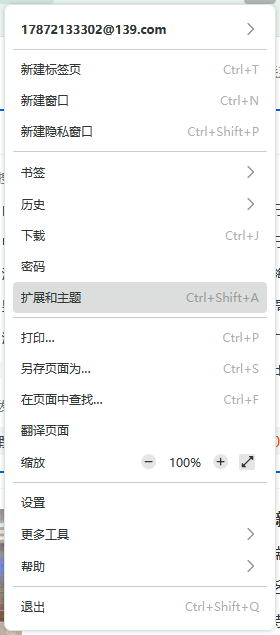 17872133302@139.com
新建标签页 Ctrl+T
新建窗口 Ctrl+N
新建隐私窗口 Ctrl+Shift+P
书签
历史
下载 Ctrl+J
密码
扩展和主题 Ctrl+Shift+A
打印... Ctrl+P
另存页面为... Ctrl+S
在页面中查找... Ctrl+F
翻译页面
缩放 − 100% +
设置
更多工具
帮助
退出 Ctrl+Shift+Q